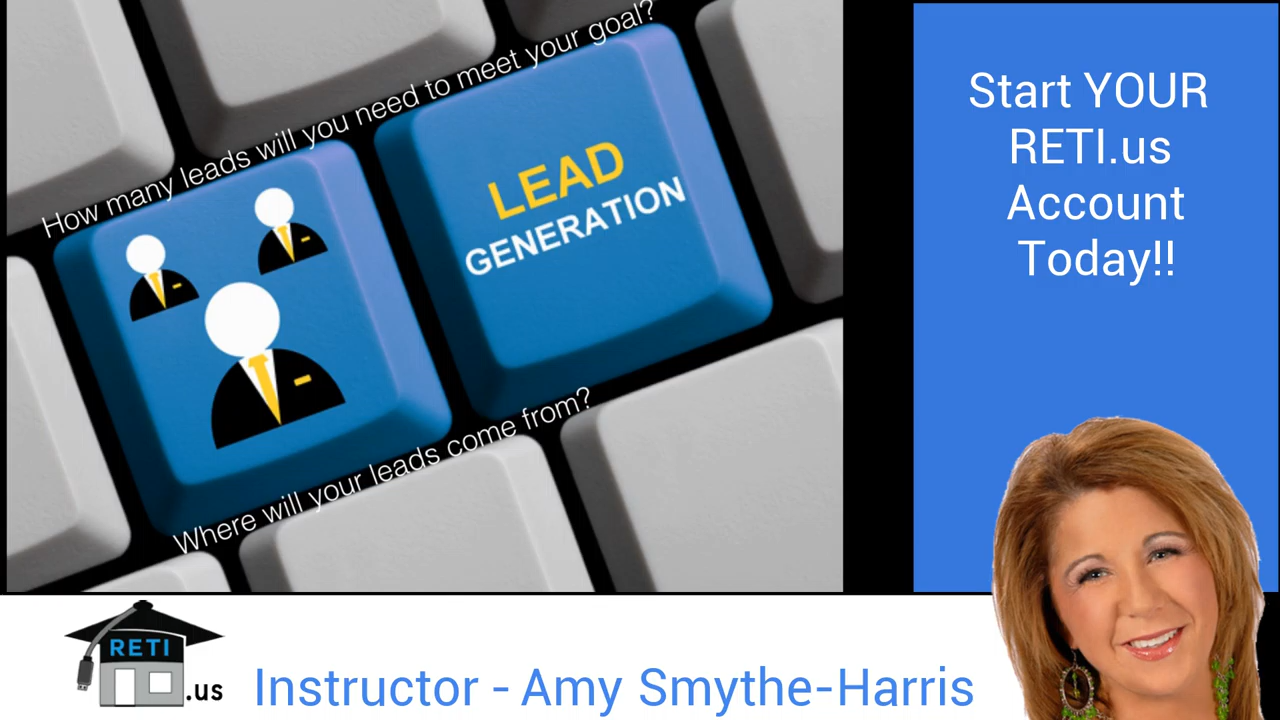 How many leads will you need to meet your goal?
LEAD
GENERATION
Where will your leads come from?
Start YOUR
RETI.us
Account
Today!!
RETI
.us
Instructor - Amy Smythe-Harris